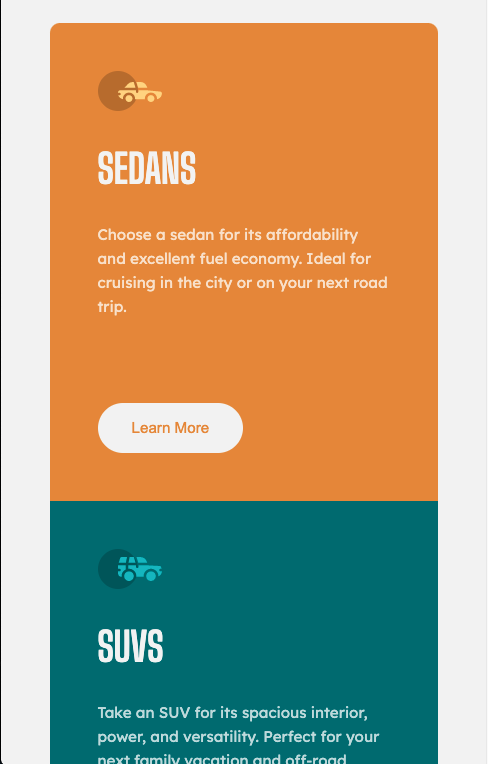 SEDANS
Choose a sedan for its affordability
and excellent fuel economy. Ideal for
cruising in the city or on your next road
trip.
Learn More
SUVS
Take an SUV for its spacious interior,
power, and versatility. Perfect for your
next family vacation and off-road